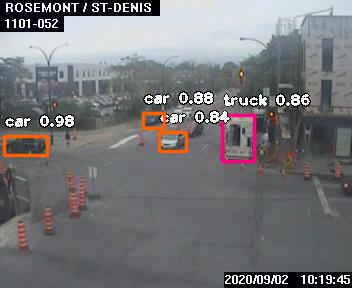 ROSEMONT / ST-DENIS
1101-052
car 0.88 truck 0.86
car 0.98 car 0.84
2020/09/02 10:19:45